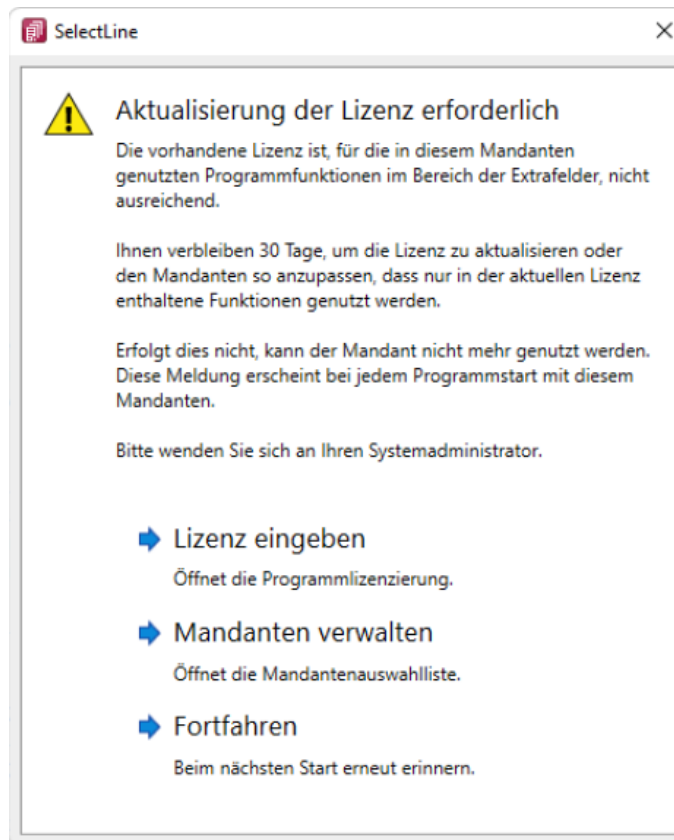 SelectLine
Aktualisierung der Lizenz erforderlich
Die vorhandene Lizenz ist, für die in diesem Mandanten
genutzten Programmfunktionen im Bereich der Extrafelder, nicht
ausreichend.
Ihnen verbleiben 30 Tage, um die Lizenz zu aktualisieren oder
den Mandanten so anzupassen, dass nur in der aktuellen Lizenz
enthaltene Funktionen genutzt werden.
Erfolgt dies nicht, kann der Mandant nicht mehr genutzt werden.
Diese Meldung erscheint bei jedem Programmstart mit diesem
Mandanten.
Bitte wenden Sie sich an Ihren Systemadministrator.
Lizenz eingeben
Öffnet die Programmlizenzierung.
Mandanten verwalten
Öffnet die Mandantenauswahlliste.
Fortfahren
Beim nächsten Start erneut erinnern.